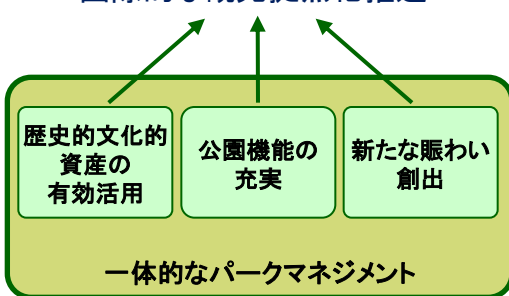 歴史的文化的
資産の
有効活用
公園機能の
充実
新たな賑わい
創出
一体的なパークマネジメント